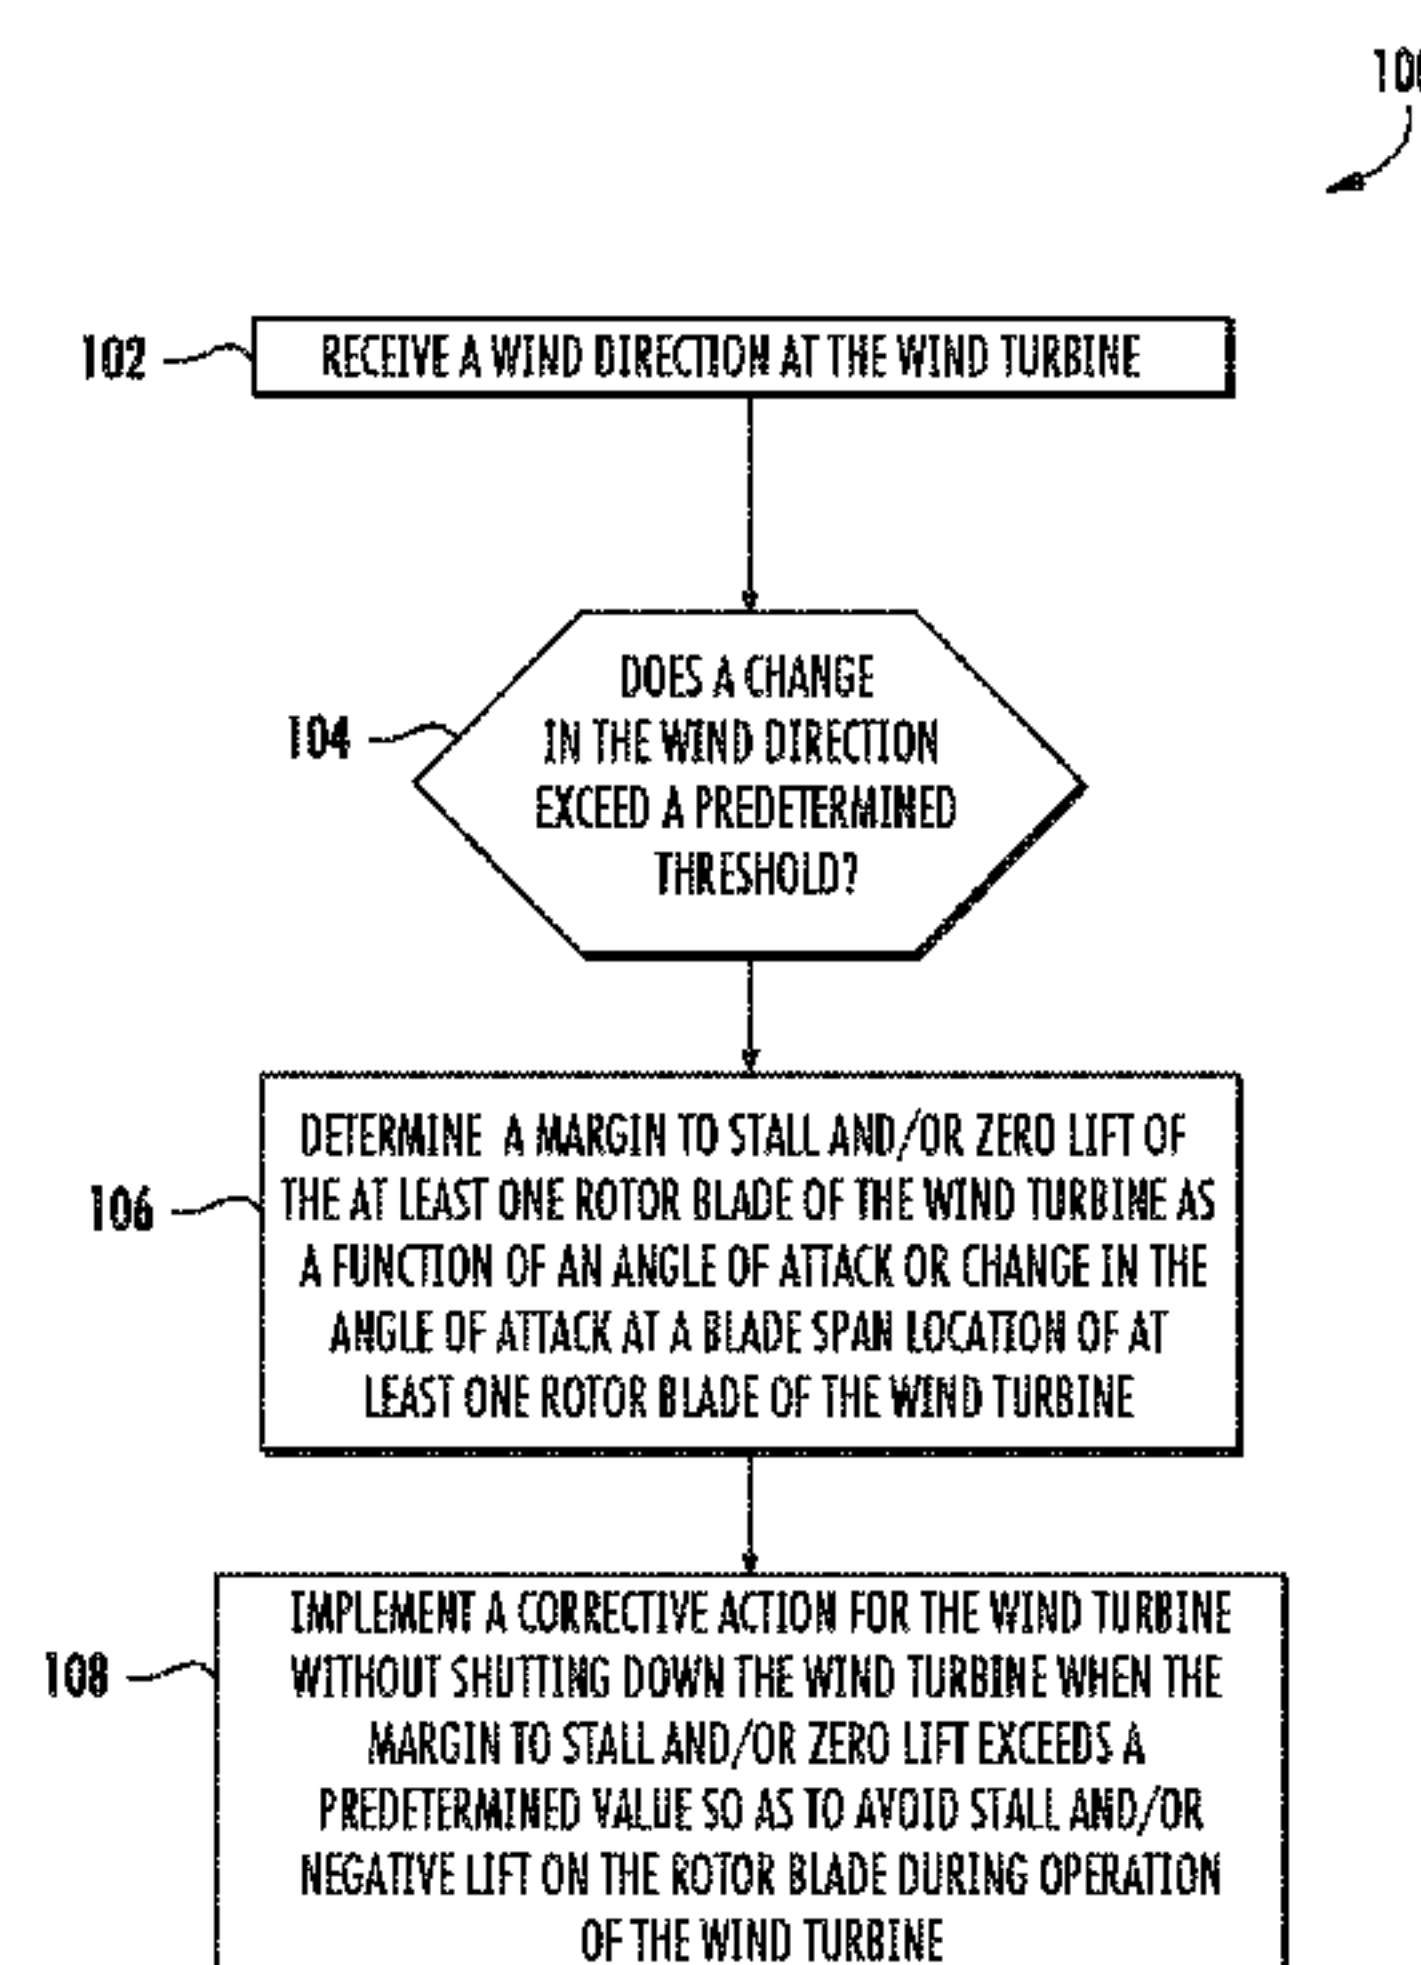 102
RECEIVE A WIND DIRECTION AT THE WIND TURBINE
104
DOES A CHANGE
IN THE WIND DIRECTION
EXCEED A PREDETERMINED
THRESHOLD?
106
DETERMINE A MARGIN TO STALL AND/OR ZERO LIFT OF
THE AT LEAST ONE ROTOR BLADE OF THE WIND TURBINE AS
A FUNCTION OF AN ANGLE OF ATTACK OR CHANGE IN THE
ANGLE OF ATTACK AT A BLADE SPAN LOCATION OF AT
LEAST ONE ROTOR BLADE OF THE WIND TURBINE
108
IMPLEMENT A CORRECTIVE ACTION FOR THE WIND TURBINE
WITHOUT SHUTTING DOWN THE WIND TURBINE WHEN THE
MARGIN TO STALL AND/OR ZERO LIFT EXCEEDS A
PREDETERMINED VALUE SO AS TO AVOID STALL AND/OR
NEGATIVE LIFT ON THE ROTOR BLADE DURING OPERATION
OF THE WIND TURBINE